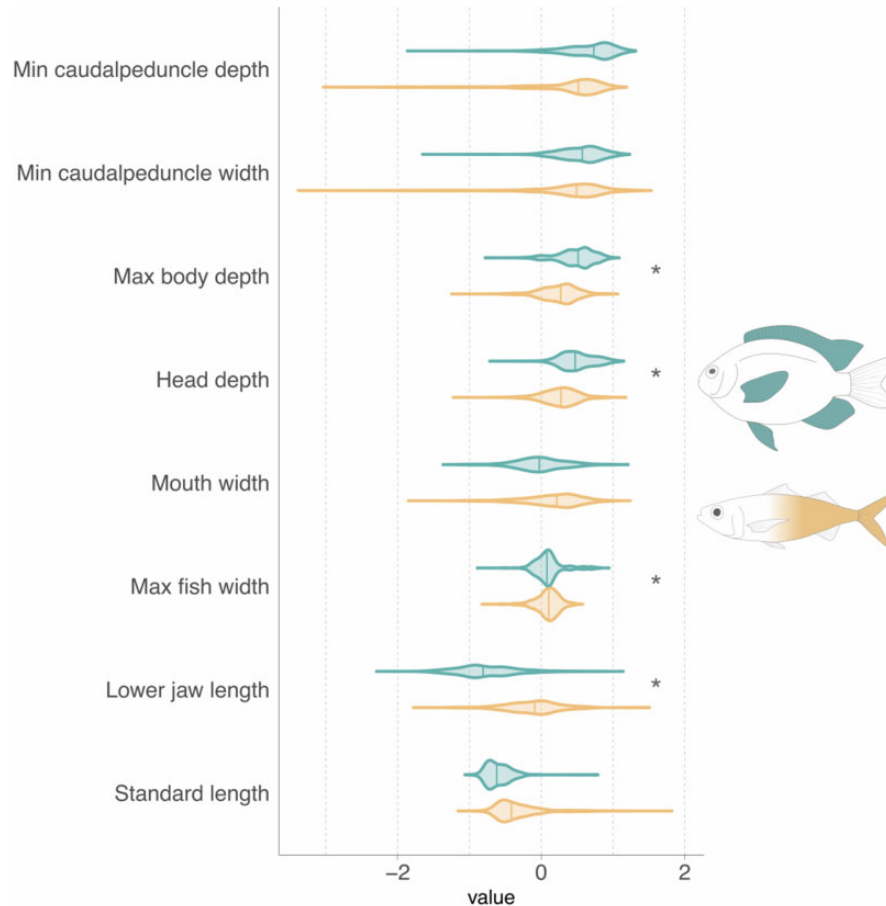 Min caudalpeduncle depth
Min caudalpeduncle width
Max body depth
*
Head depth
*
Mouth width
Max fish width
*
Lower jaw length
*
Standard length
−2 0 2
value